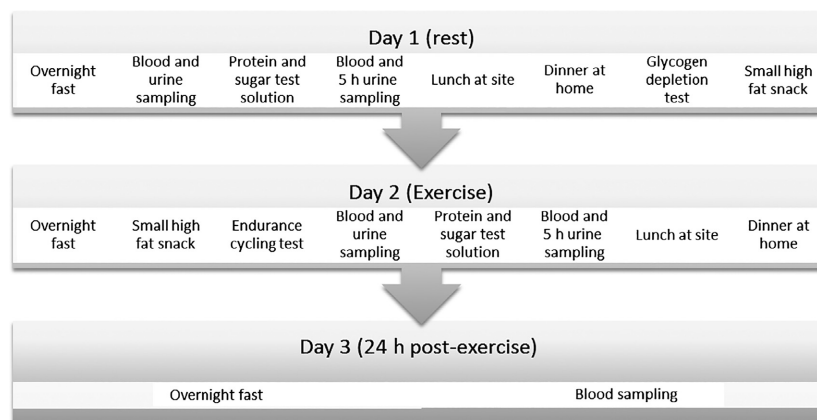 Day 1 (rest)
Overnight
fast
Blood and
urine
sampling
Protein and
sugar test
solution
Blood and
5 h urine
sampling
Lunch at site
Dinner at
home
Glycogen
depletion
test
Small high
fat snack
Day 2 (Exercise)
Overnight
fast
Small high
fat snack
Endurance
cycling test
Blood and
urine
sampling
Protein and
sugar test
solution
Blood and
5 h urine
sampling
Lunch at site
Dinner at
home
Day 3 (24 h post-exercise)
Overnight fast
Blood sampling